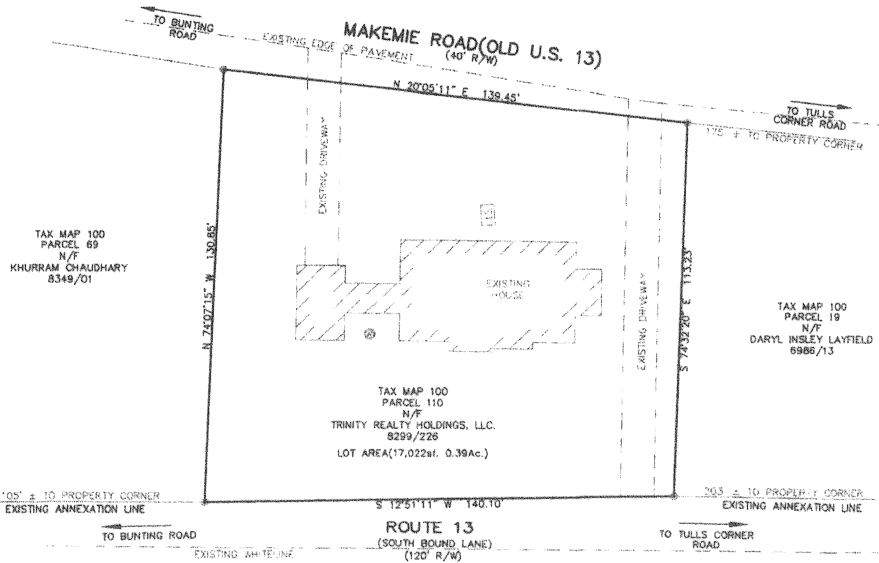 TO BUNTING
ROAD
MAKEMIE ROAD(OLD U.S. 13)
(40' R/W)
EXISTING EDGE OF PAVEMENT
N 20°05'11" E 139.45'
TO TULLS
CORNER ROAD
175' ± TO PROPERTY CORNER
EXISTING DRIVEWAY
TAX MAP 100
PARCEL 69
N/F
KHURRAM CHAUDHARY
8349/01
N 74°07'15" W 130.85'
EXISTING
HOUSE
EXISTING DRIVEWAY
S 74°32'20" E 113.23'
TAX MAP 100
PARCEL 19
N/F
DARYL INSLEY LAYFIELD
6986/13
TAX MAP 100
PARCEL 110
N/F
TRINITY REALTY HOLDINGS, LLC.
8299/226
LOT AREA(17,022sf. 0.39Ac.)
105' ± TO PROPERTY CORNER
EXISTING ANNEXATION LINE
S 12°51'11" W 140.10'
203' ± TO PROPERTY CORNER
EXISTING ANNEXATION LINE
TO BUNTING ROAD
ROUTE 13
(SOUTH BOUND LANE)
(120' R/W)
TO TULLS CORNER
ROAD
EXISTING WHITELINE